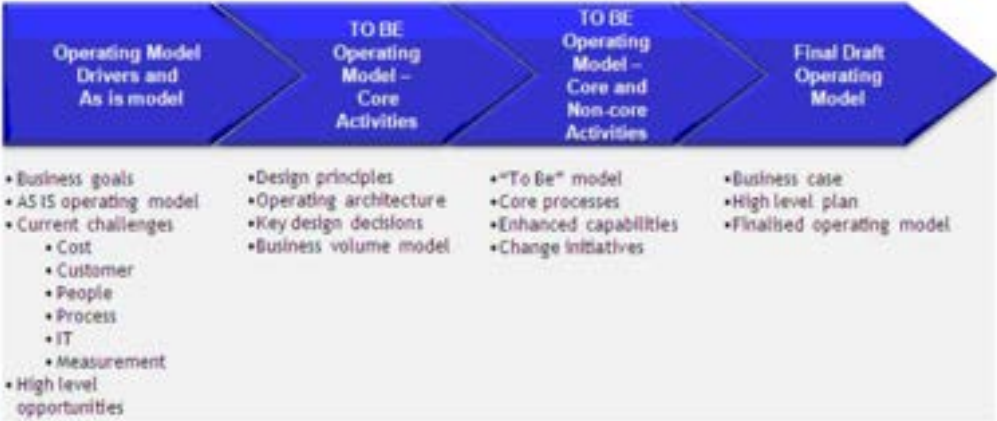 Operating Model
Drivers and
As is model
TO BE
Operating
Model –
Core
Activities
TO BE
Operating
Model –
Core and
Non-core
Activities
Final Draft
Operating
Model
• Business goals
• AS IS operating model
• Current challenges
• Cost
• Customer
• People
• Process
• IT
• Measurement
• High level
opportunities
•Design principles
•Operating architecture
•Key design decisions
•Business volume model
•"To Be" model
•Core processes
•Enhanced capabilities
•Change initiatives
•Business case
•High level plan
•Finalised operating model